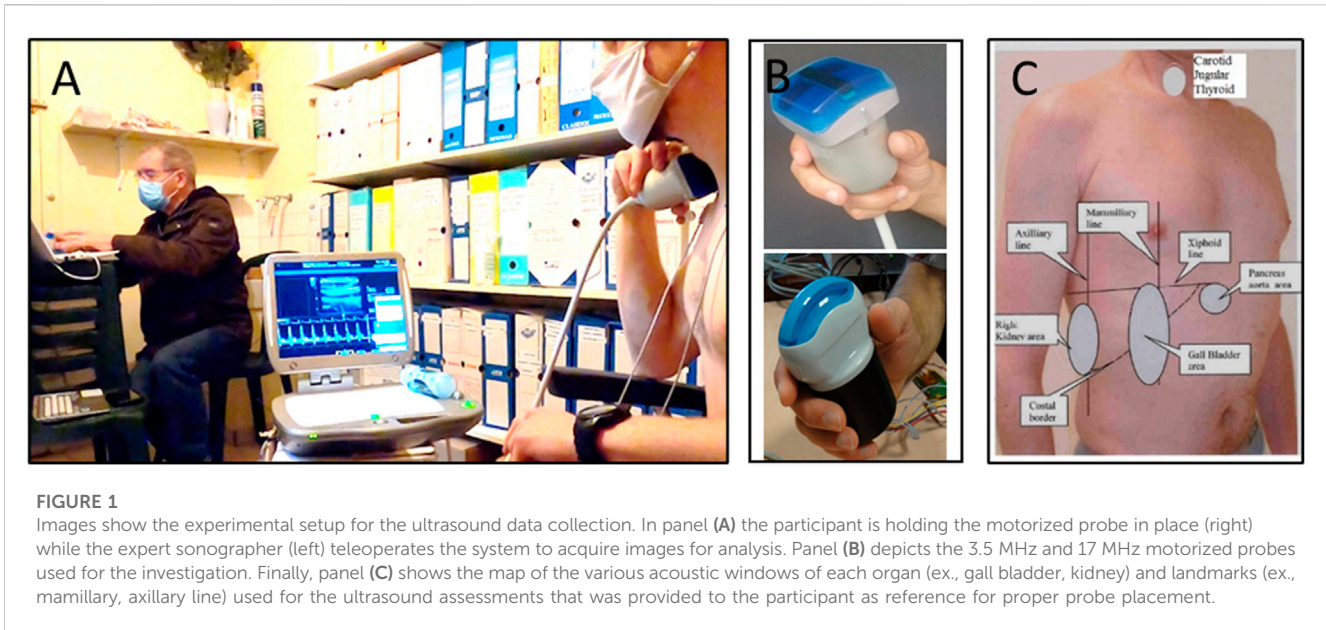 A
CLAIROL
B
C
Carotid
Jugular
Thyroid
Mammiliary
line
Axilliary
line
Xiphoid
line
Pancreas
aorta area
Right
Kidney area
Gall Bladder
area
Costal
border
FIGURE 1
Images show the experimental setup for the ultrasound data collection. In panel (A) the participant is holding the motorized probe in place (right)
while the expert sonographer (left) teleoperates the system to acquire images for analysis. Panel (B) depicts the 3.5 MHz and 17 MHz motorized probes
used for the investigation. Finally, panel (C) shows the map of the various acoustic windows of each organ (ex., gall bladder, kidney) and landmarks (ex.,
mamillary, axillary line) used for the ultrasound assessments that was provided to the participant as reference for proper probe placement.